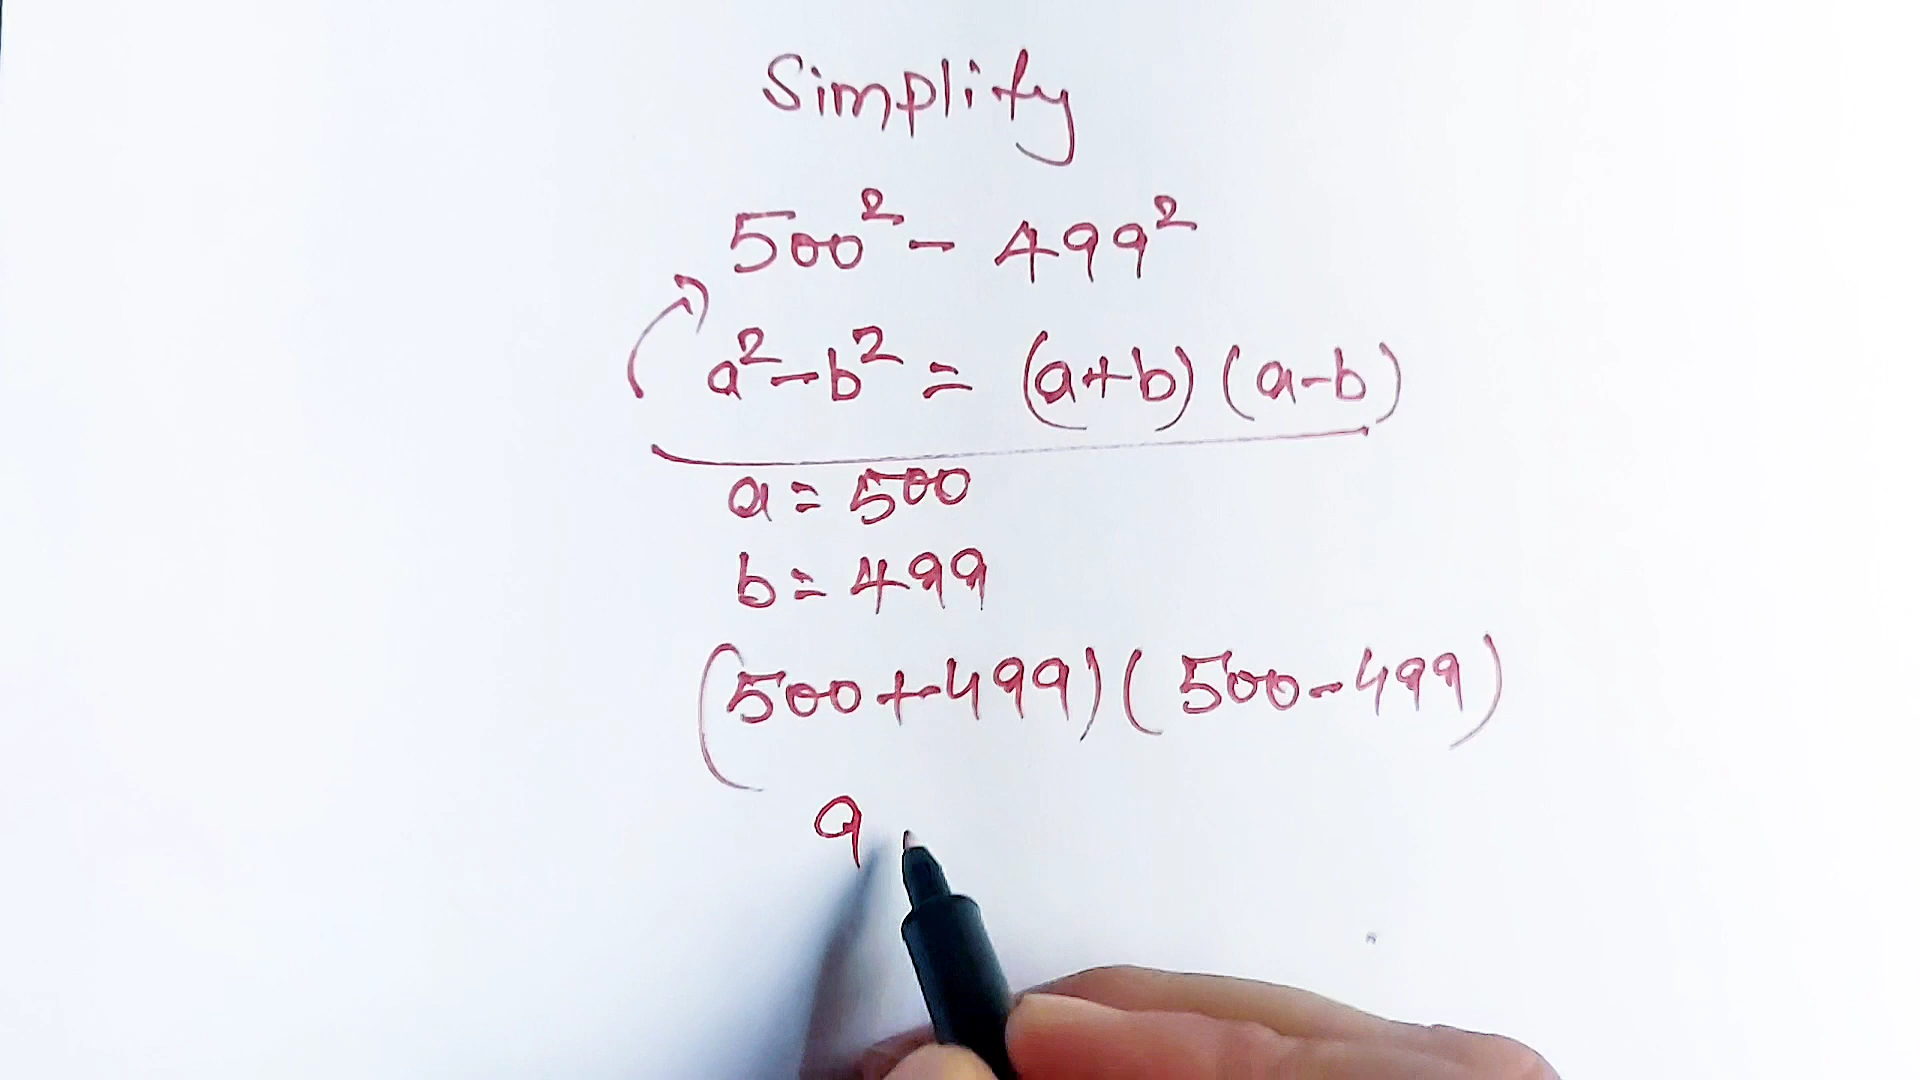 Simplify
500² - 499²
a² - b² = (a+b) (a-b)
a = 500
b = 499
(500+499) (500-499)
9